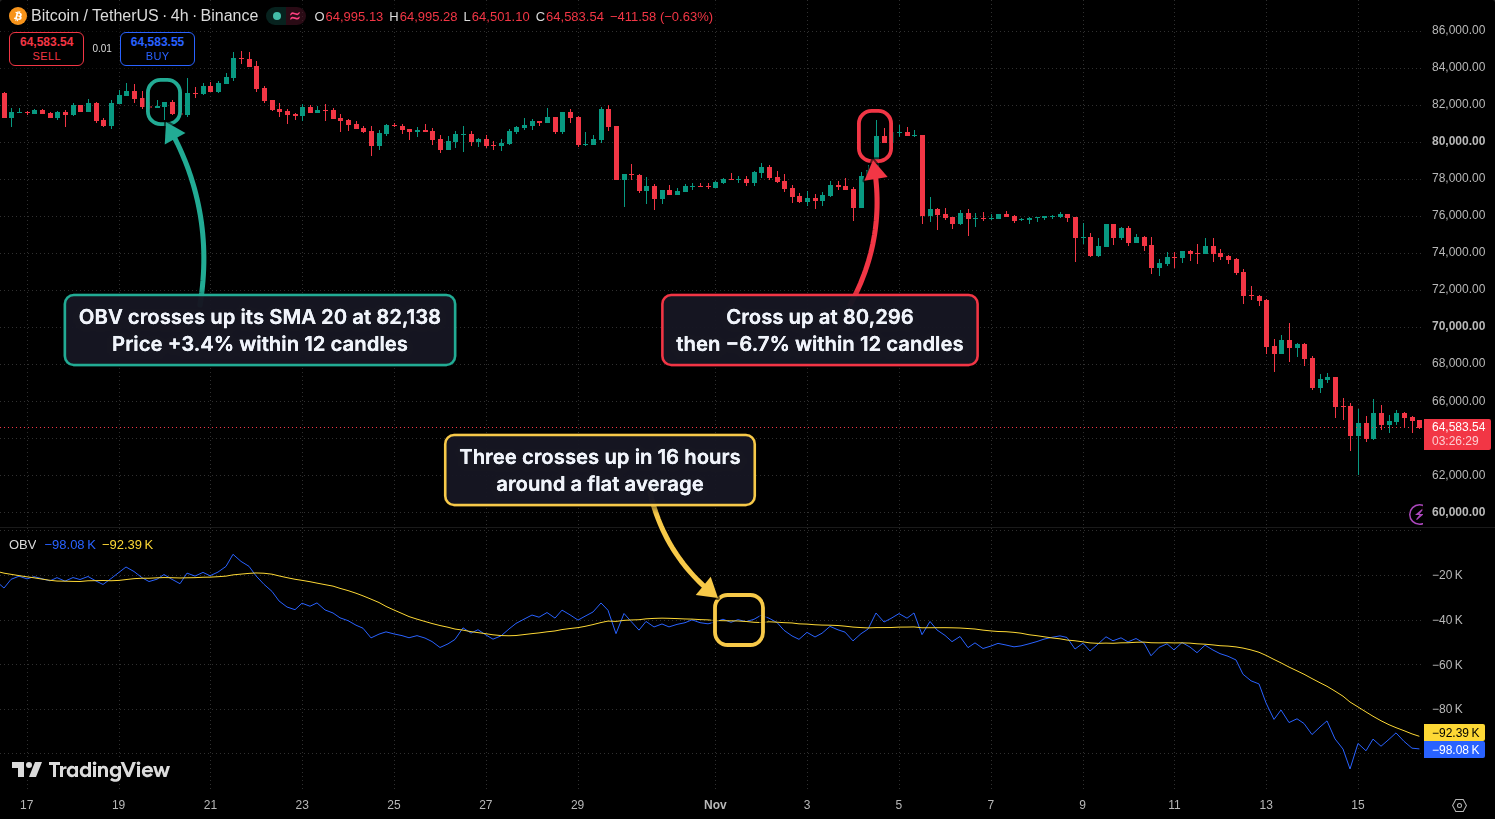 Bitcoin / TetherUS · 4h · Binance
O64,995.13 H64,995.28 L64,501.10 C64,583.54 −411.58 (−0.63%)
64,583.54
SELL
0.01
64,583.55
BUY
86,000.00
84,000.00
82,000.00
80,000.00
78,000.00
76,000.00
74,000.00
72,000.00
70,000.00
68,000.00
66,000.00
64,583.54
03:26:29
62,000.00
60,000.00
OBV crosses up its SMA 20 at 82,138
Price +3.4% within 12 candles
Cross up at 80,296
then −6.7% within 12 candles
Three crosses up in 16 hours
around a flat average
OBV −98.08 K −92.39 K
−20 K
−40 K
−60 K
−80 K
−92.39 K
−98.08 K
TradingView
17 19 21 23 25 27 29 Nov 3 5 7 9 11 13 15